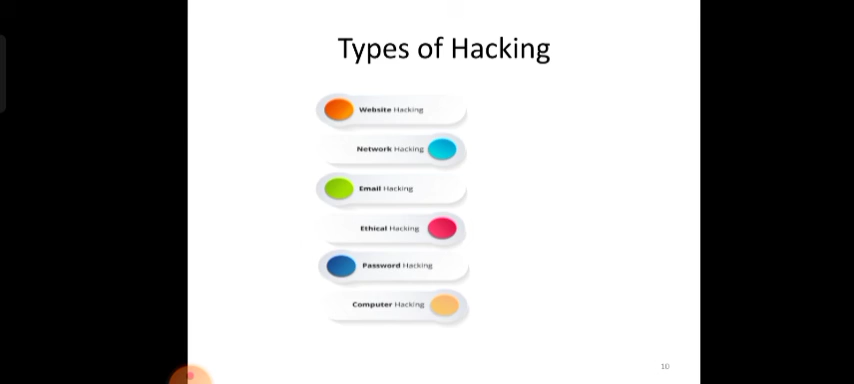 Types of Hacking
Website Hacking
Network Hacking
Email Hacking
Ethical Hacking
Password Hacking
Computer Hacking
10